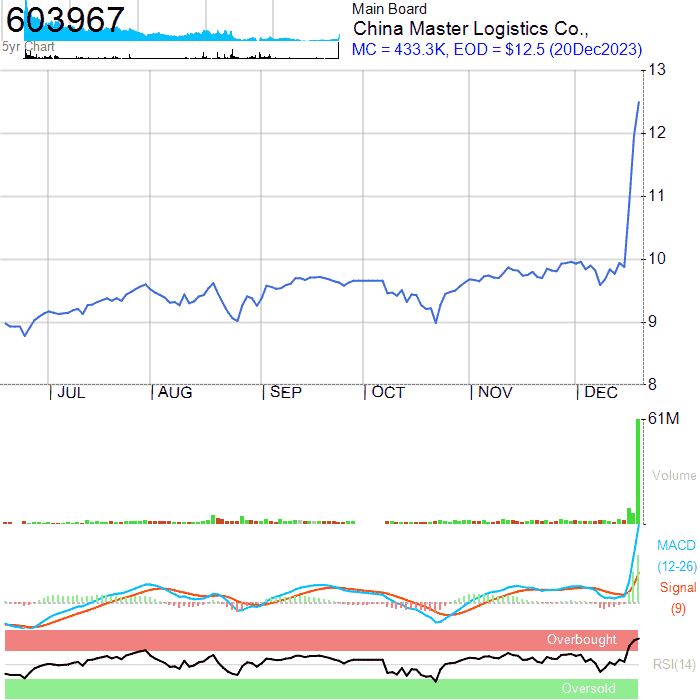 603967
5yr Chart
Main Board
China Master Logistics Co.,
MC = 433.3K, EOD = $12.5 (20Dec2023)
13
12
11
10
9
8
JUL AUG SEP OCT NOV DEC
61M
Volume
MACD
(12-26)
Signal
(9)
Overbought
RSI(14)
Oversold